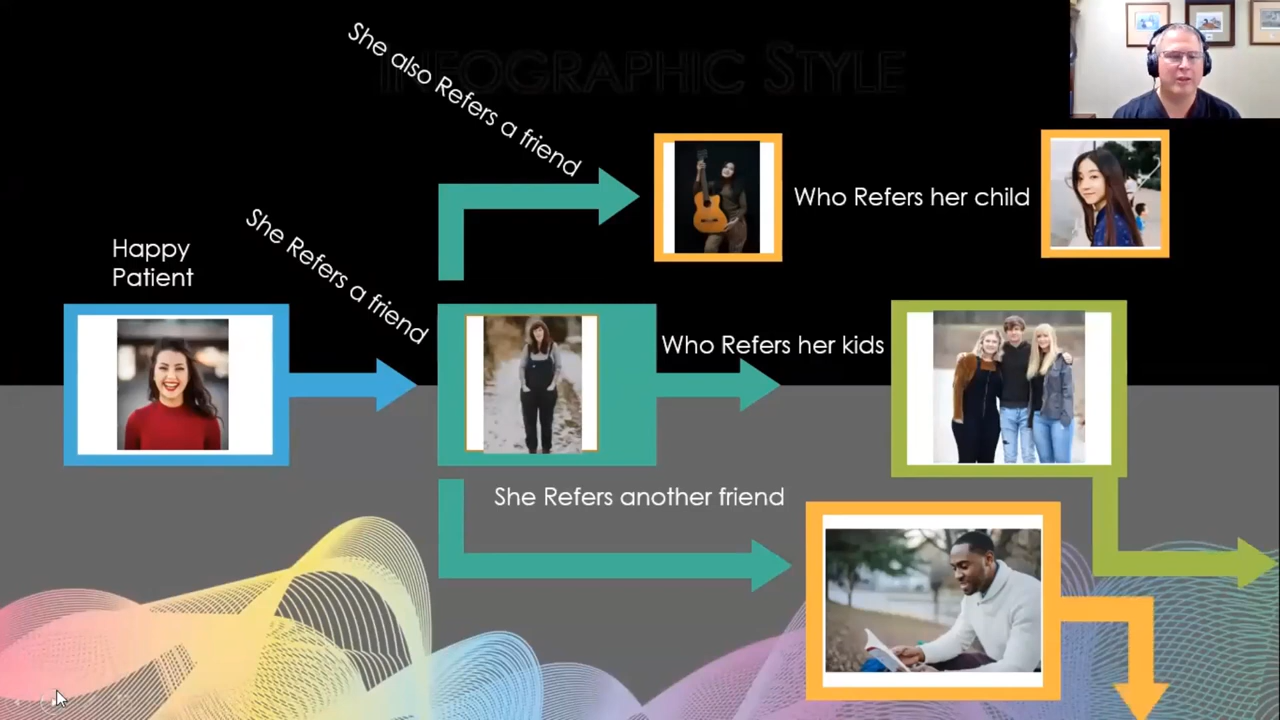 INFOGRAPHIC STYLE
She also Refers a friend
Who Refers her child
Happy
Patient
She Refers a friend
Who Refers her kids
She Refers another friend